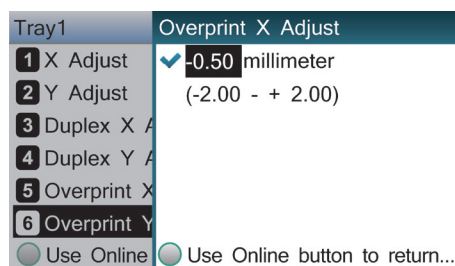 Tray1
1 X Adjust
2 Y Adjust
3 Duplex X
4 Duplex Y
5 Overprint X
6 Overprint Y
Use Online
Overprint X Adjust
-0.50 millimeter
(-2.00 - + 2.00)
Use Online button to return...